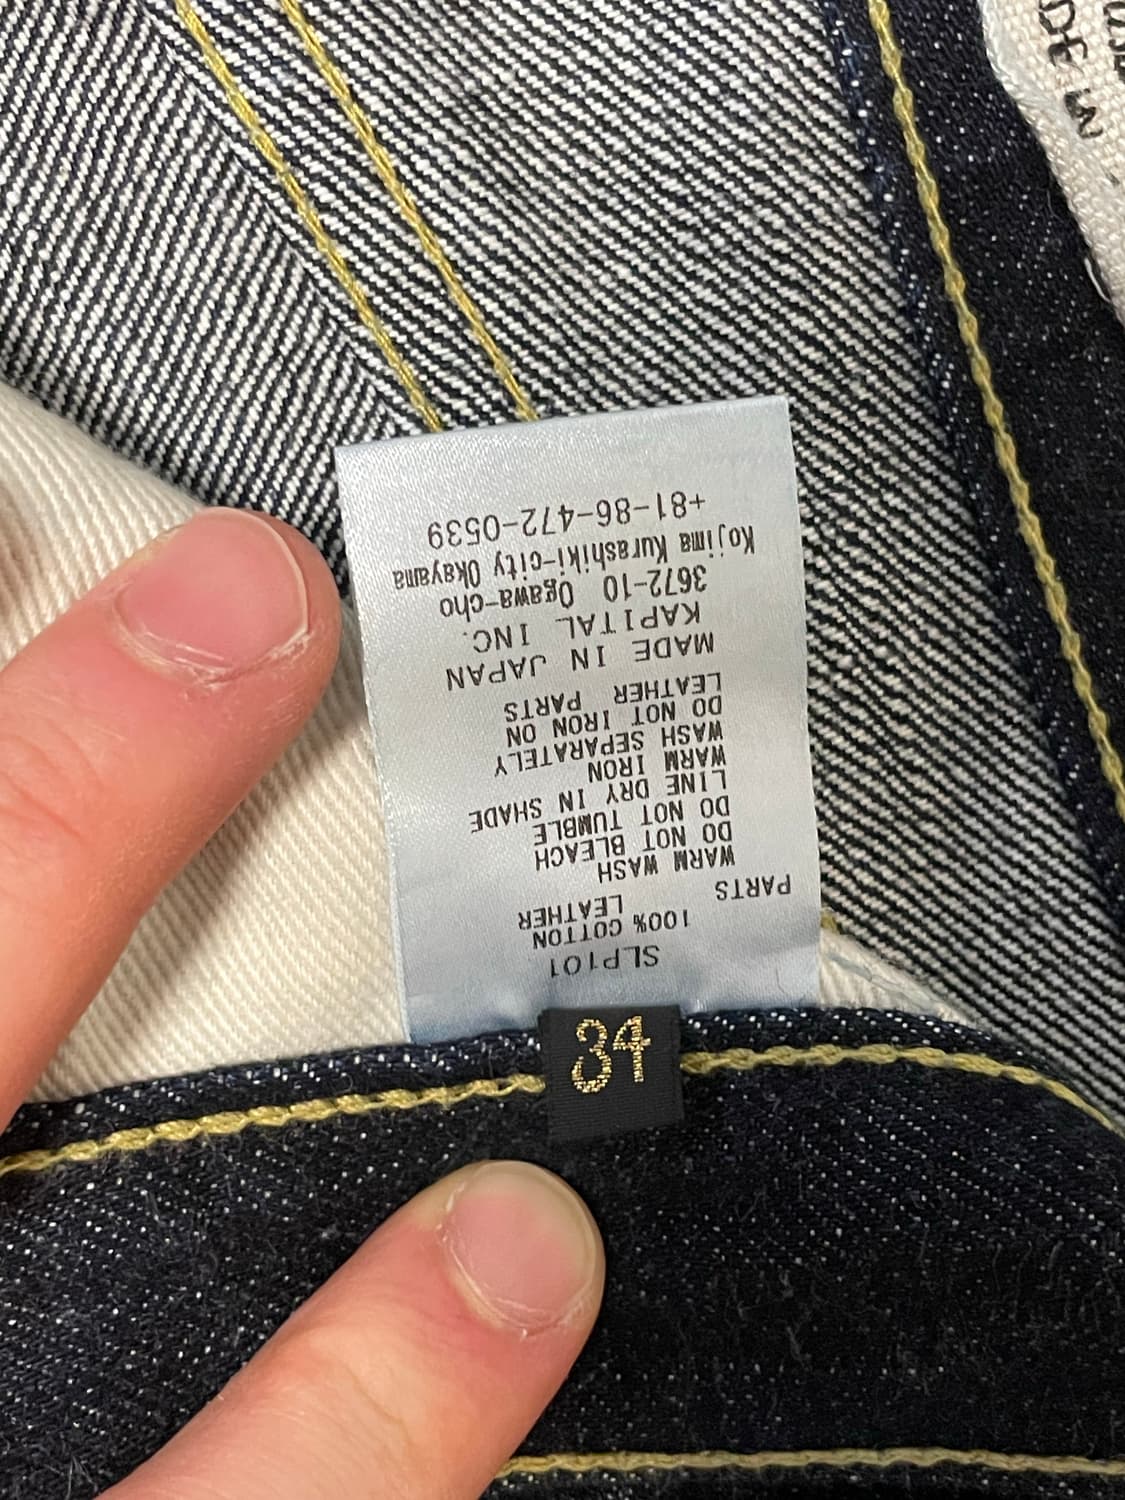 SLP101
100% COTTON
PARTS LEATHER
WARM WASH
DO NOT BLEACH
DO NOT TUMBLE
LINE DRY IN SHADE
WARM IRON
WASH SEPARATELY
DO NOT IRON ON
LEATHER PARTS
MADE IN JAPAN
KAPITAL INC.
3672-10 Ogawa-cho
Kojima Kurashiki-city Okayama
+81-86-472-0539
34